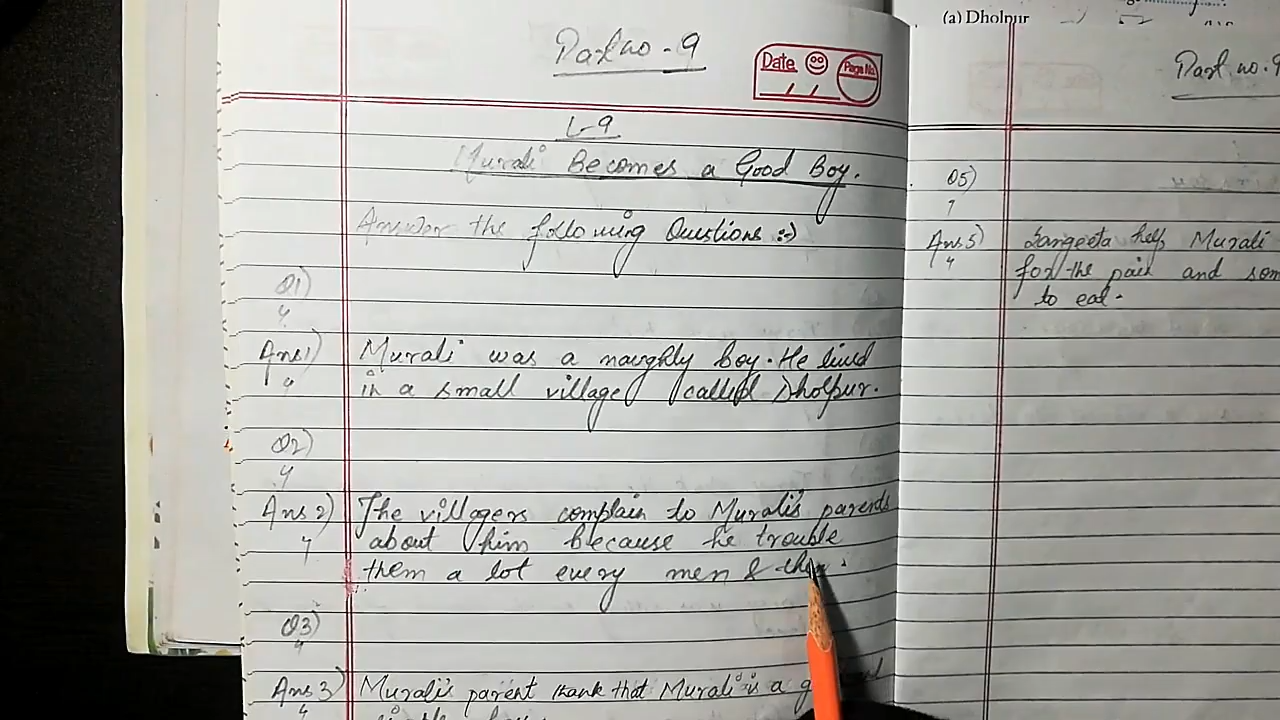 Part no - 9
Date
Page No.
L-9
Murali Becomes a Good Boy.
Answer the following Questions :-)
Q1)
Ans1) Murali was a naughty boy. He lived
in a small village called Dholpur.
Q2)
Ans 2) The villagers complain to Murali's parents
about him because he trouble
them a lot every men &
Q3)
Ans 3) Murali's parent thank that Murali is a
(a) Dholpur
Part no. 9
Q5)
Ans 5) Sangeeta help Murali
for the pain and som
to eat.